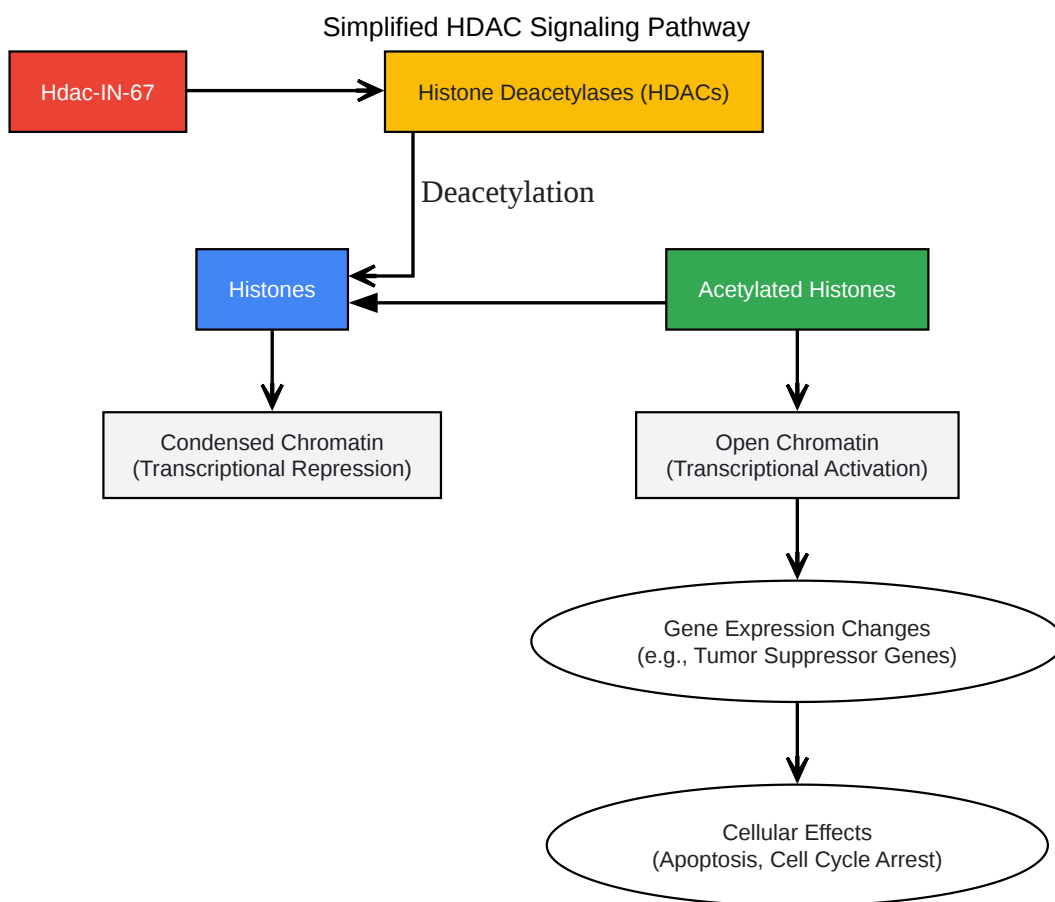 Simplified HDAC Signaling Pathway
Hdac-IN-67
Histone Deacetylases (HDACs)
Deacetylation
Histones
Acetylated Histones
Condensed Chromatin
(Transcriptional Repression)
Open Chromatin
(Transcriptional Activation)
Gene Expression Changes
(e.g., Tumor Suppressor Genes)
Cellular Effects
(Apoptosis, Cell Cycle Arrest)